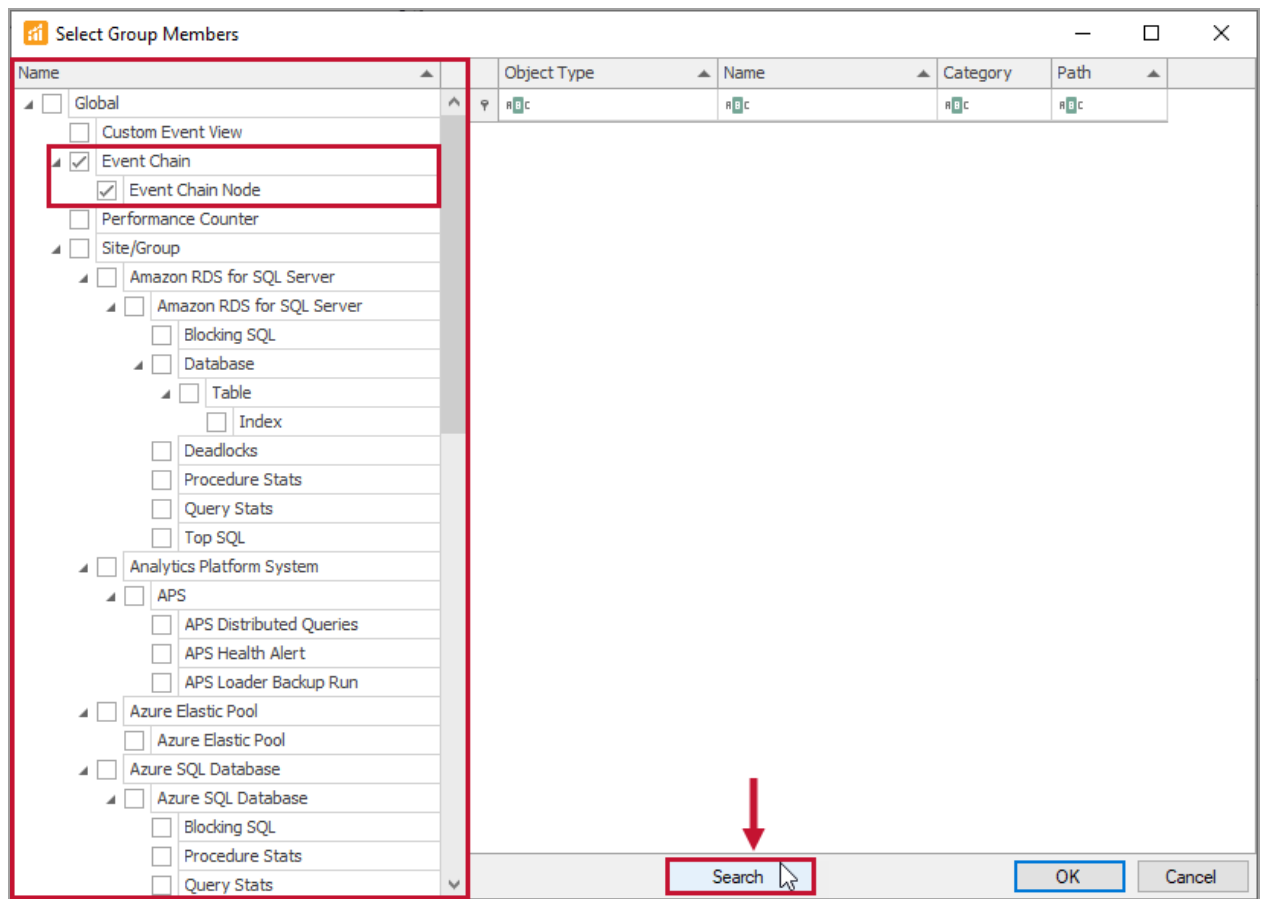 Select Group Members
Name
Object Type
Name
Category
Path
Global
ABC
ABC
ABC
ABC
Custom Event View
Event Chain
Event Chain Node
Performance Counter
Site/Group
Amazon RDS for SQL Server
Amazon RDS for SQL Server
Blocking SQL
Database
Table
Index
Deadlocks
Procedure Stats
Query Stats
Top SQL
Analytics Platform System
APS
APS Distributed Queries
APS Health Alert
APS Loader Backup Run
Azure Elastic Pool
Azure Elastic Pool
Azure SQL Database
Azure SQL Database
Blocking SQL
Procedure Stats
Query Stats
Search
OK
Cancel